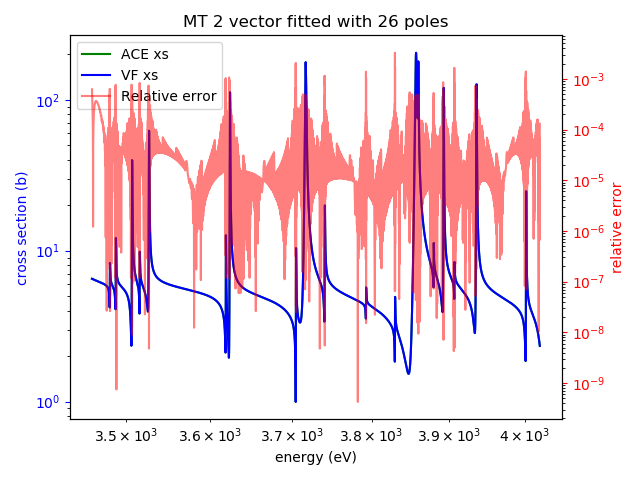 MT 2 vector fitted with 26 poles
ACE xs
VF xs
Relative error
10²
10¹
10⁰
cross section (b)
10⁻³
10⁻⁴
10⁻⁵
10⁻⁶
10⁻⁷
10⁻⁸
10⁻⁹
relative error
3.5 × 10³ 3.6 × 10³ 3.7 × 10³ 3.8 × 10³ 3.9 × 10³ 4 × 10³
energy (eV)